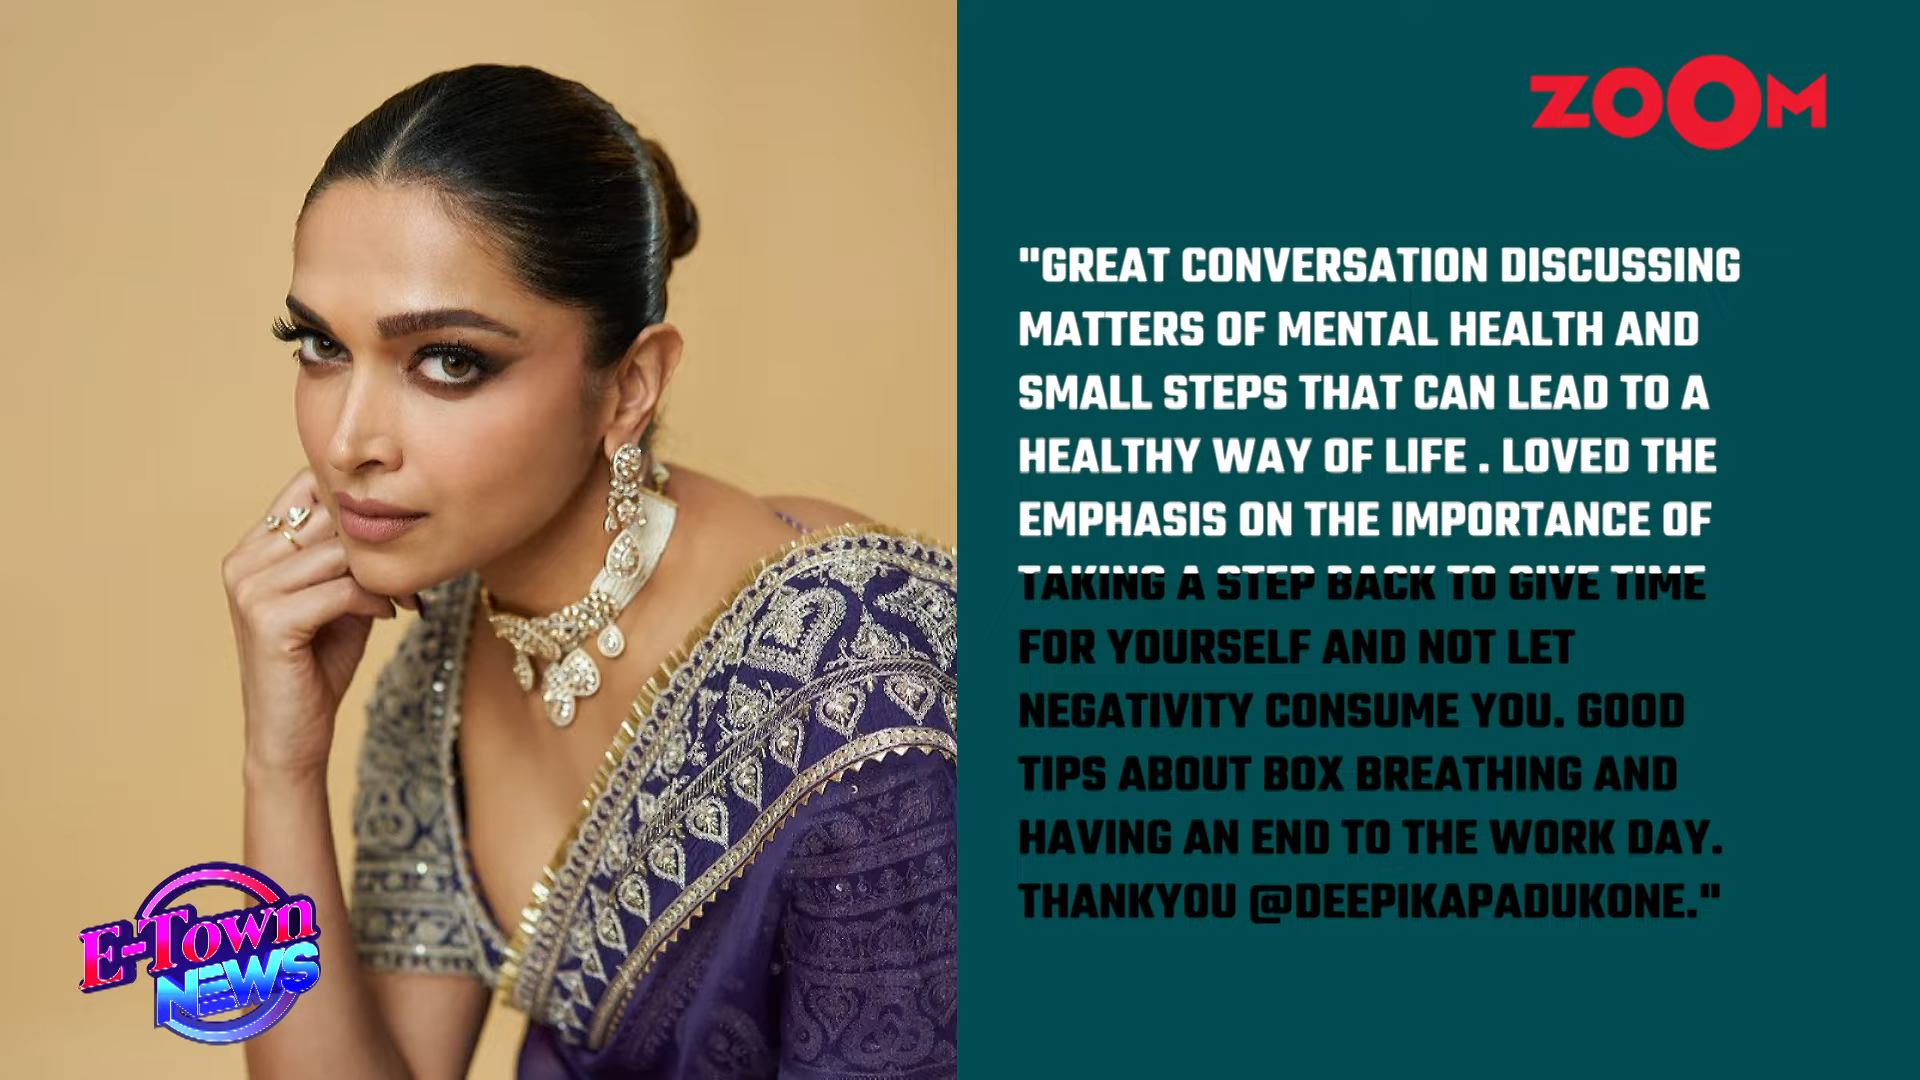 ZOOM
"GREAT CONVERSATION DISCUSSING
MATTERS OF MENTAL HEALTH AND
SMALL STEPS THAT CAN LEAD TO A
HEALTHY WAY OF LIFE . LOVED THE
EMPHASIS ON THE IMPORTANCE OF
TAKING A STEP BACK TO GIVE TIME
FOR YOURSELF AND NOT LET
NEGATIVITY CONSUME YOU. GOOD
TIPS ABOUT BOX BREATHING AND
HAVING AN END TO THE WORK DAY.
THANKYOU @DEEPIKAPADUKONE."
E-Town
NEWS